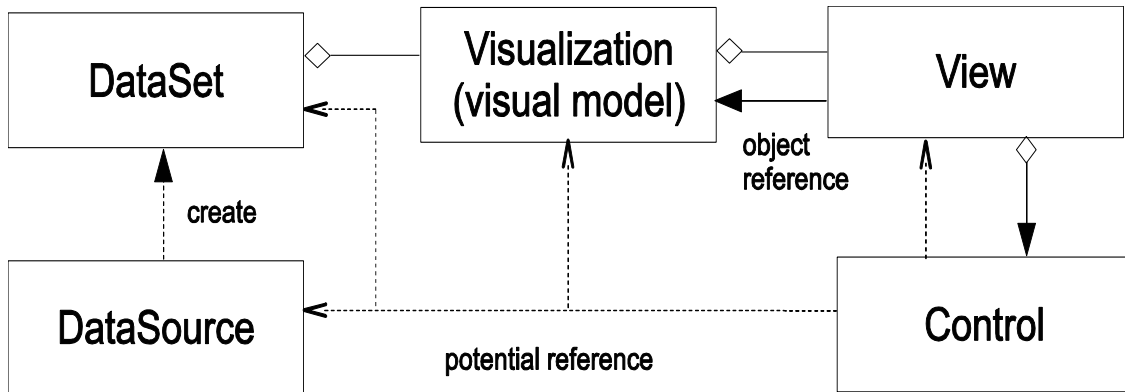 DataSet
Visualization
(visual model)
View
object
reference
create
DataSource
potential reference
Control